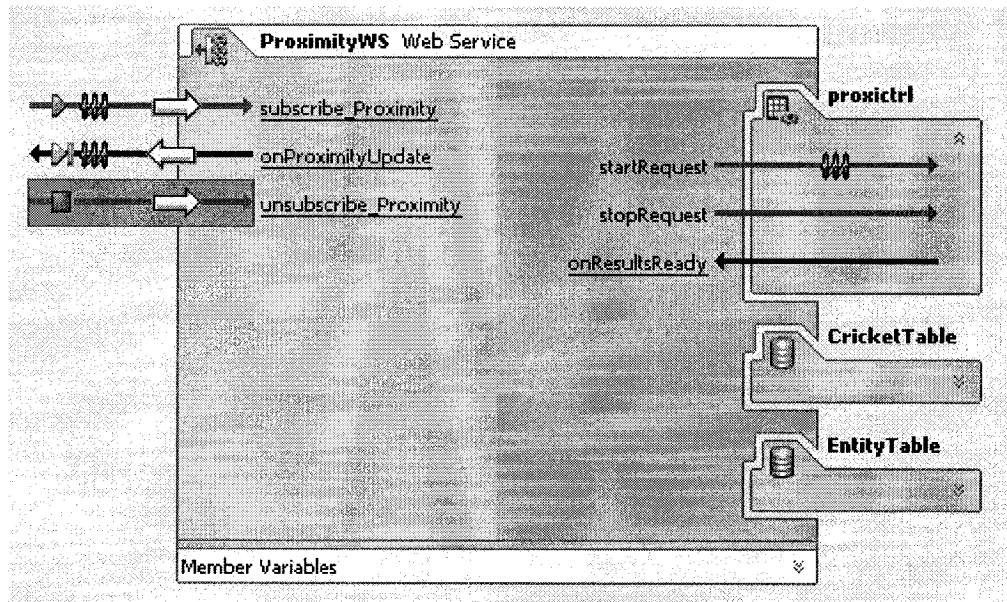 ProximityWS Web Service
proxictrl
subscribe_Proximity
onProximityUpdate
startRequest
unsubscribe_Proximity
stopRequest
onResultsReady
CricketTable
EntityTable
Member Variables